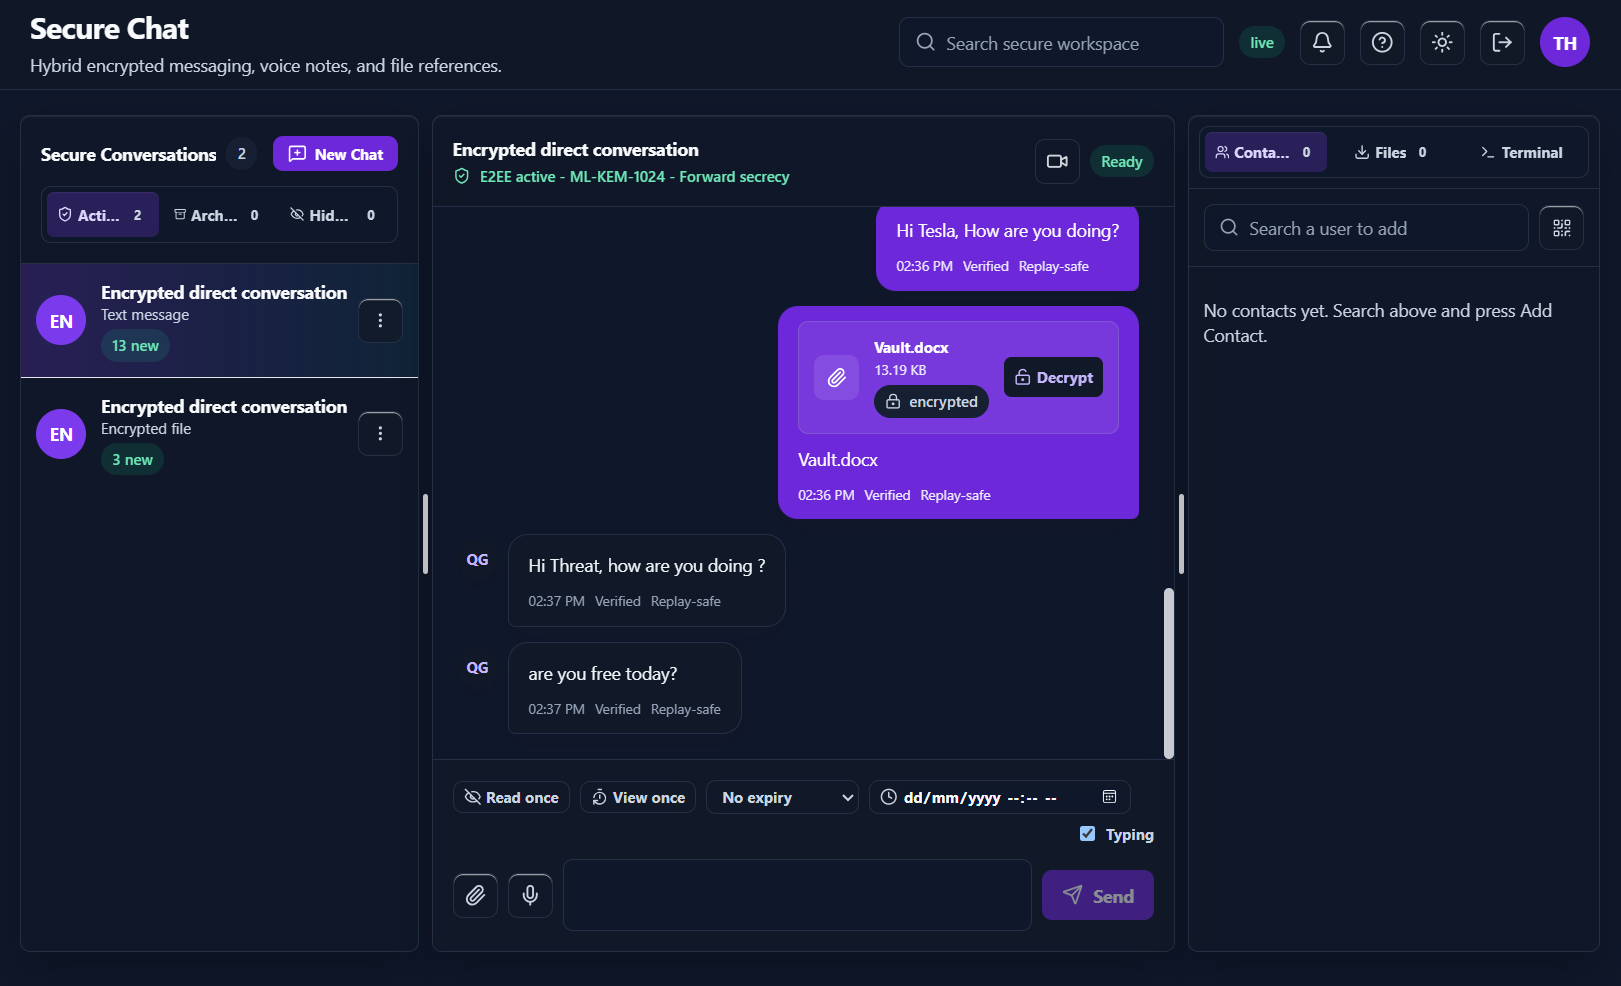 Secure Chat
Hybrid encrypted messaging, voice notes, and file references.
Search secure workspace
live
TH
Secure Conversations 2
New Chat
Acti... 2
Arch... 0
Hid... 0
EN
Encrypted direct conversation
Text message
13 new
EN
Encrypted direct conversation
Encrypted file
3 new
Encrypted direct conversation
E2EE active - ML-KEM-1024 - Forward secrecy
Ready
Hi Tesla, How are you doing?
02:36 PM Verified Replay-safe
Vault.docx
13.19 KB
encrypted
Decrypt
Vault.docx
02:36 PM Verified Replay-safe
QG
Hi Threat, how are you doing ?
02:37 PM Verified Replay-safe
QG
are you free today?
02:37 PM Verified Replay-safe
Read once
View once
No expiry
dd/mm/yyyy --:-- --
Typing
Send
Conta... 0
Files 0
Terminal
Search a user to add
No contacts yet. Search above and press Add
Contact.